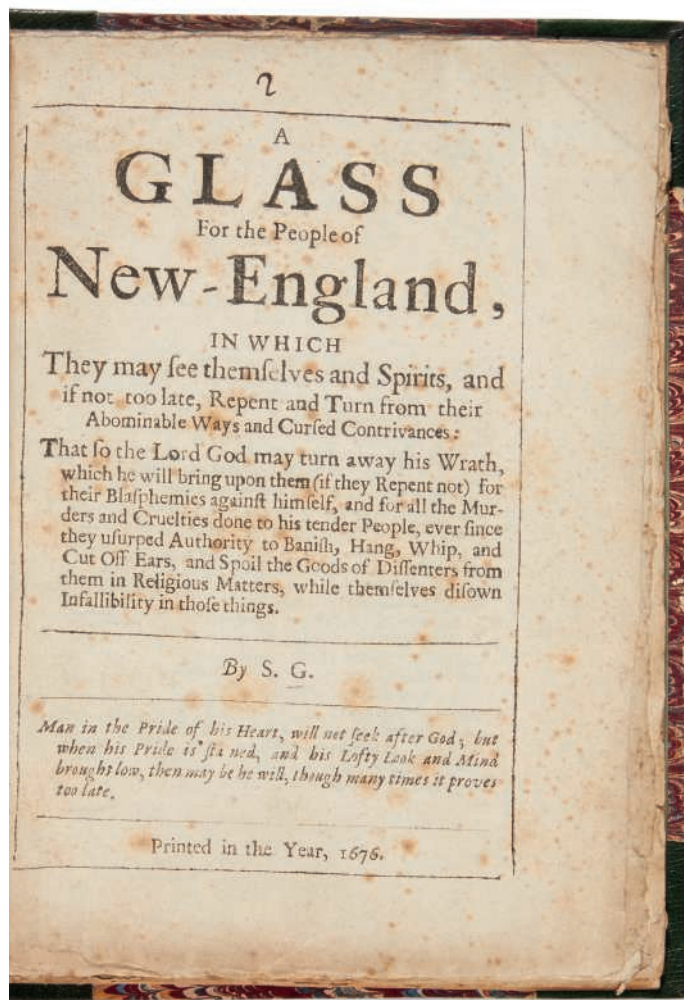 2
A
GLASS
For the People of
New-England,
IN WHICH
They may ſee themſelves and Spirits, and
if not too late, Repent and Turn from their
Abominable Ways and Curſed Contrivances:
That ſo the Lord God may turn away his Wrath,
which he will bring upon them (if they Repent not) for
their Blaſphemies againſt himſelf, and for all the Mur-
ders and Cruelties done to his tender People, ever ſince
they uſurped Authority to Baniſh, Hang, Whip, and
Cut Off Ears, and Spoil the Goods of Diſſenters from
them in Religious Matters, while themſelves diſown
Infallibility in thoſe things.
By S. G.
Man in the Pride of his Heart, will not ſeek after God; but
when his Pride is ſta ned, and his Lofty Look and Mind
brought low, then may be he will, though many times it proves
too late.
Printed in the Year, 1676.